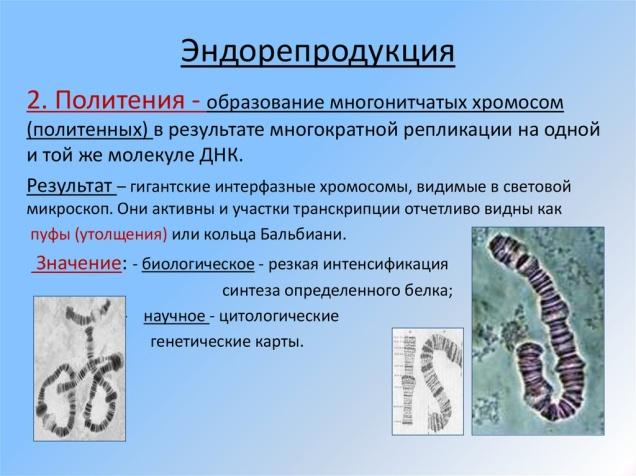 Эндорепродукция
2. Политения - образование многонитчатых хромосом
(политенных) в результате многократной репликации на одной
и той же молекуле ДНК.
Результат – гигантские интерфазные хромосомы, видимые в световой
микроскоп. Они активны и участки транскрипции отчетливо видны как
пуфы (утолщения) или кольца Бальбиани.
Значение: - биологическое - резкая интенсификация
синтеза определенного белка;
- научное - цитологические
генетические карты.